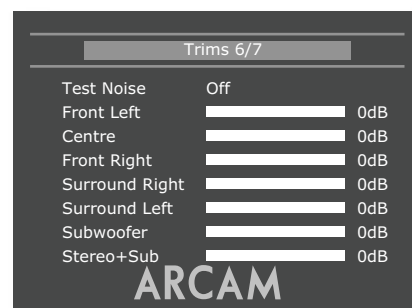 Trims 6/7
Test Noise Off
Front Left 0dB
Centre 0dB
Front Right 0dB
Surround Right 0dB
Surround Left 0dB
Subwoofer 0dB
Stereo+Sub 0dB
ARCAM